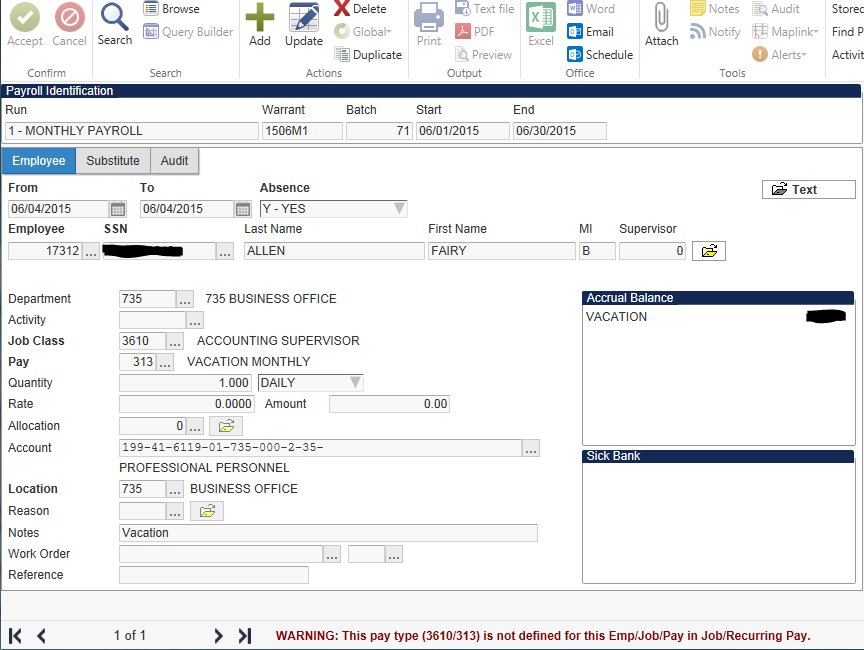 Accept Cancel Search Browse Query Builder Add Update Delete Global Duplicate Print Text file PDF Preview Excel Word Email Schedule Attach Notes Notify Audit Maplink Alerts Stored Find P Activit
Confirm Search Actions Output Office Tools
Payroll Identification
Run Warrant Batch Start End
1 - MONTHLY PAYROLL 1506M1 71 06/01/2015 06/30/2015
Employee Substitute Audit
From To Absence
06/04/2015 06/04/2015 Y - YES Text
Employee SSN Last Name First Name MI Supervisor
17312 ... ... ALLEN FAIRY B 0
Department 735 ... 735 BUSINESS OFFICE
Accrual Balance
VACATION
Activity ...
Job Class 3610 ... ACCOUNTING SUPERVISOR
Pay 313 ... VACATION MONTHLY
Quantity 1.000 DAILY
Rate 0.0000 Amount 0.00
Allocation 0 ...
Account 199-41-6119-01-735-000-2-35- ...
Sick Bank
PROFESSIONAL PERSONNEL
Location 735 ... BUSINESS OFFICE
Reason ...
Notes Vacation
Work Order ... ...
Reference
1 of 1 WARNING: This pay type (3610/313) is not defined for this Emp/Job/Pay in Job/Recurring Pay.